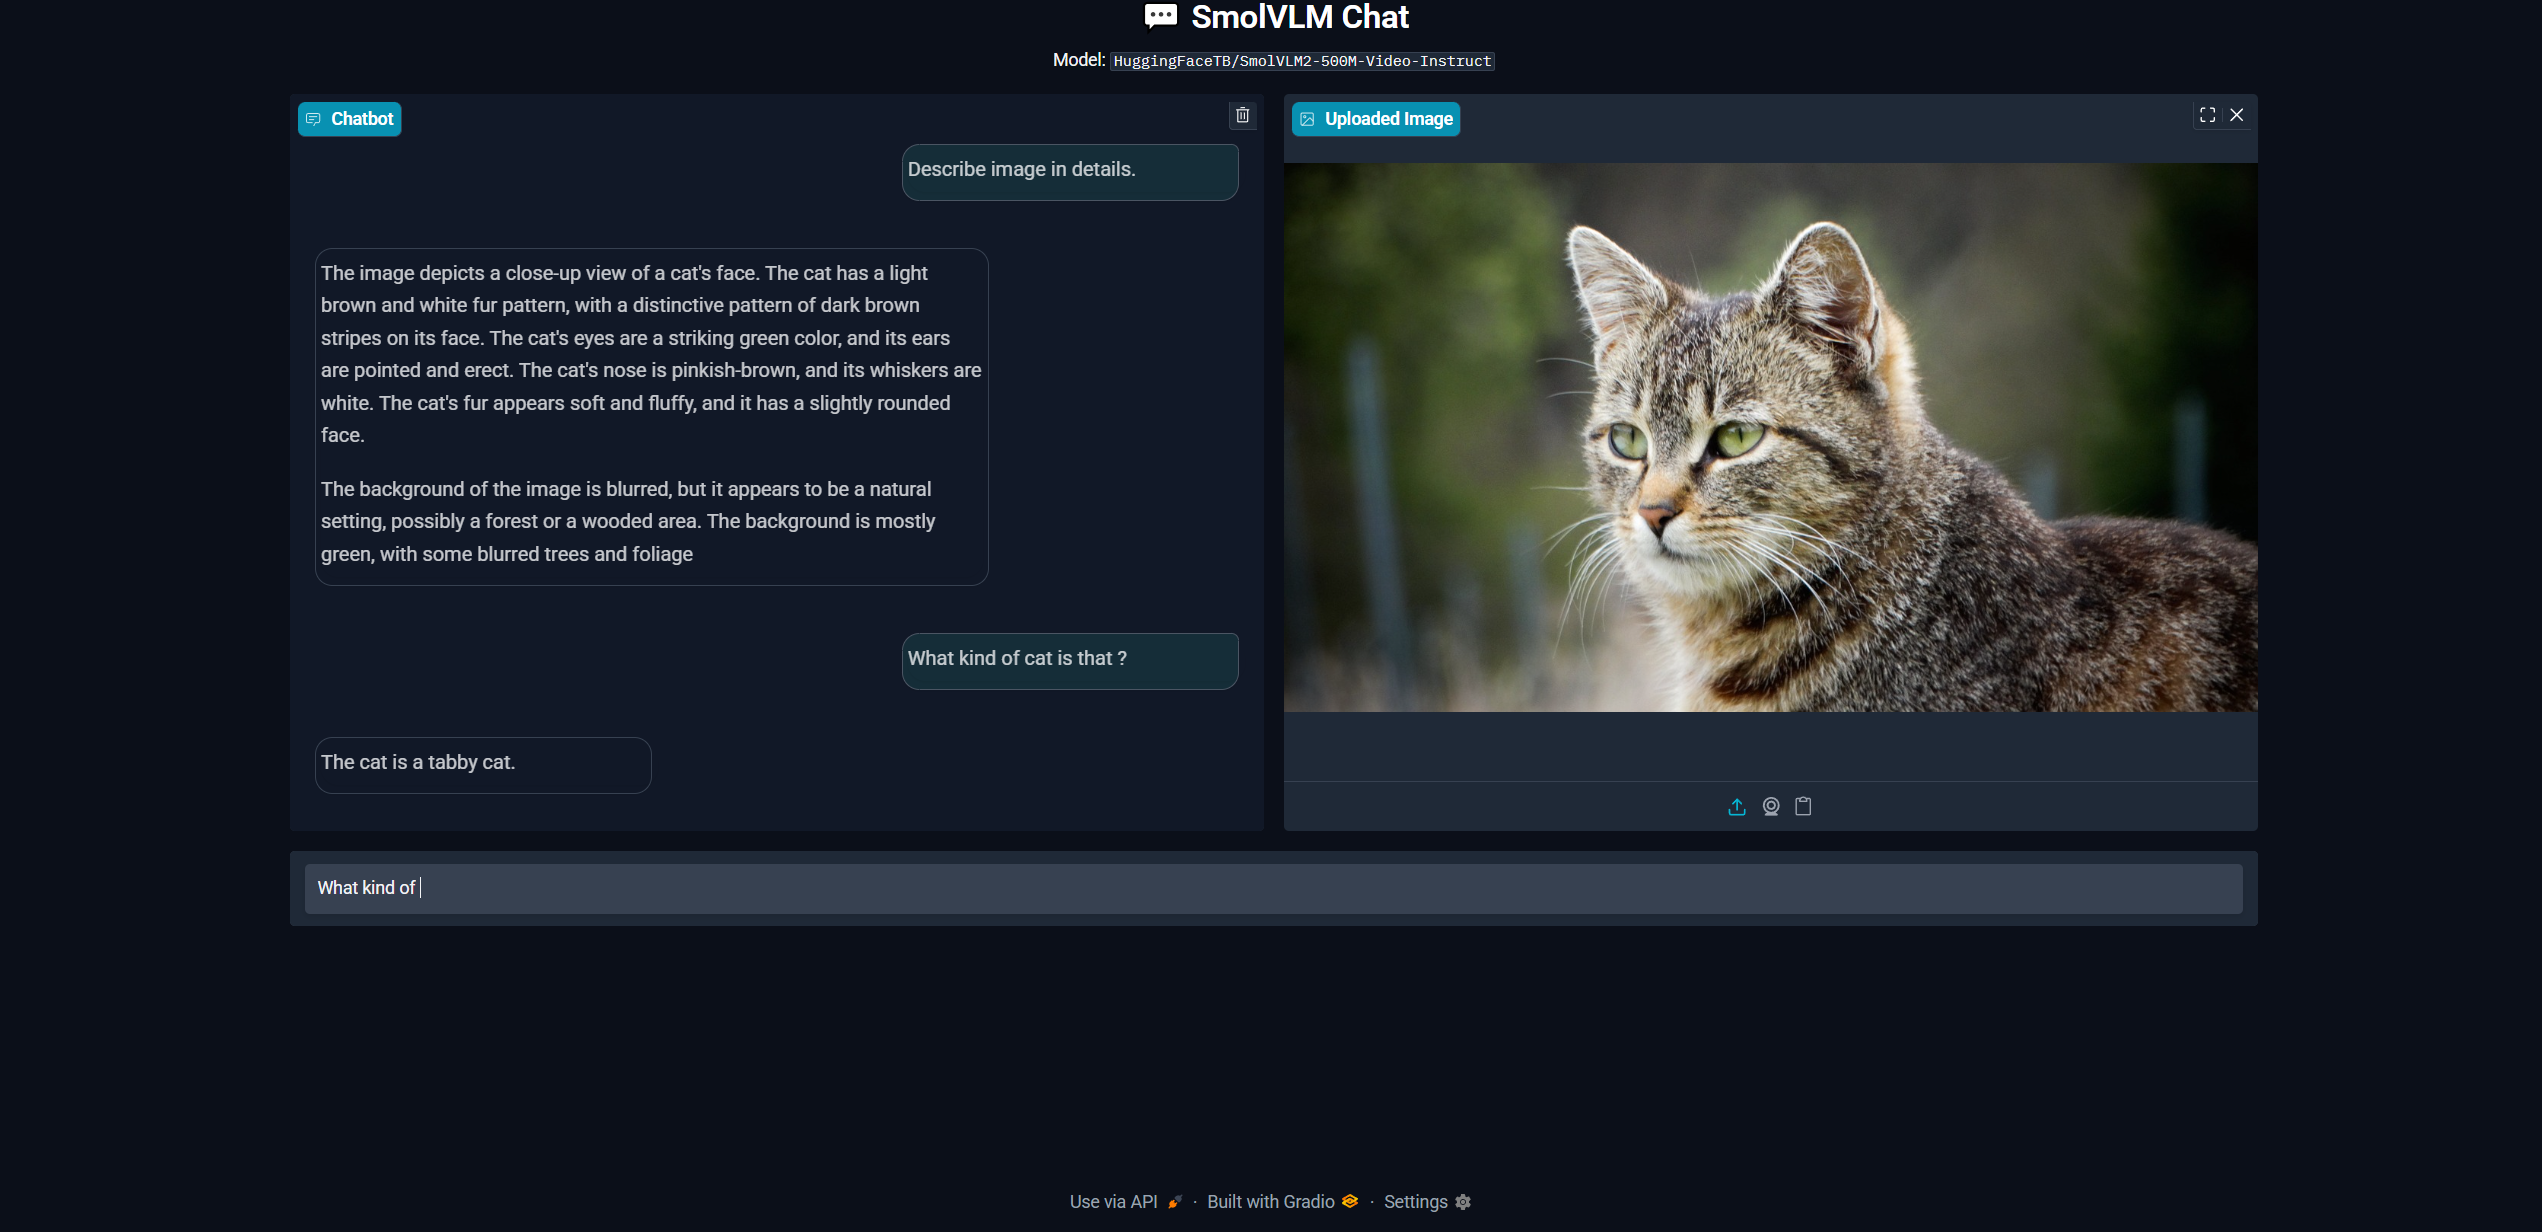 SmolVLM Chat
Model: HuggingFaceTB/SmolVLM2-500M-Video-Instruct
Chatbot
Describe image in details.
The image depicts a close-up view of a cat's face. The cat has a light
brown and white fur pattern, with a distinctive pattern of dark brown
stripes on its face. The cat's eyes are a striking green color, and its ears
are pointed and erect. The cat's nose is pinkish-brown, and its whiskers are
white. The cat's fur appears soft and fluffy, and it has a slightly rounded
face.
The background of the image is blurred, but it appears to be a natural
setting, possibly a forest or a wooded area. The background is mostly
green, with some blurred trees and foliage
What kind of cat is that ?
The cat is a tabby cat.
Uploaded Image
What kind of
Use via API · Built with Gradio · Settings